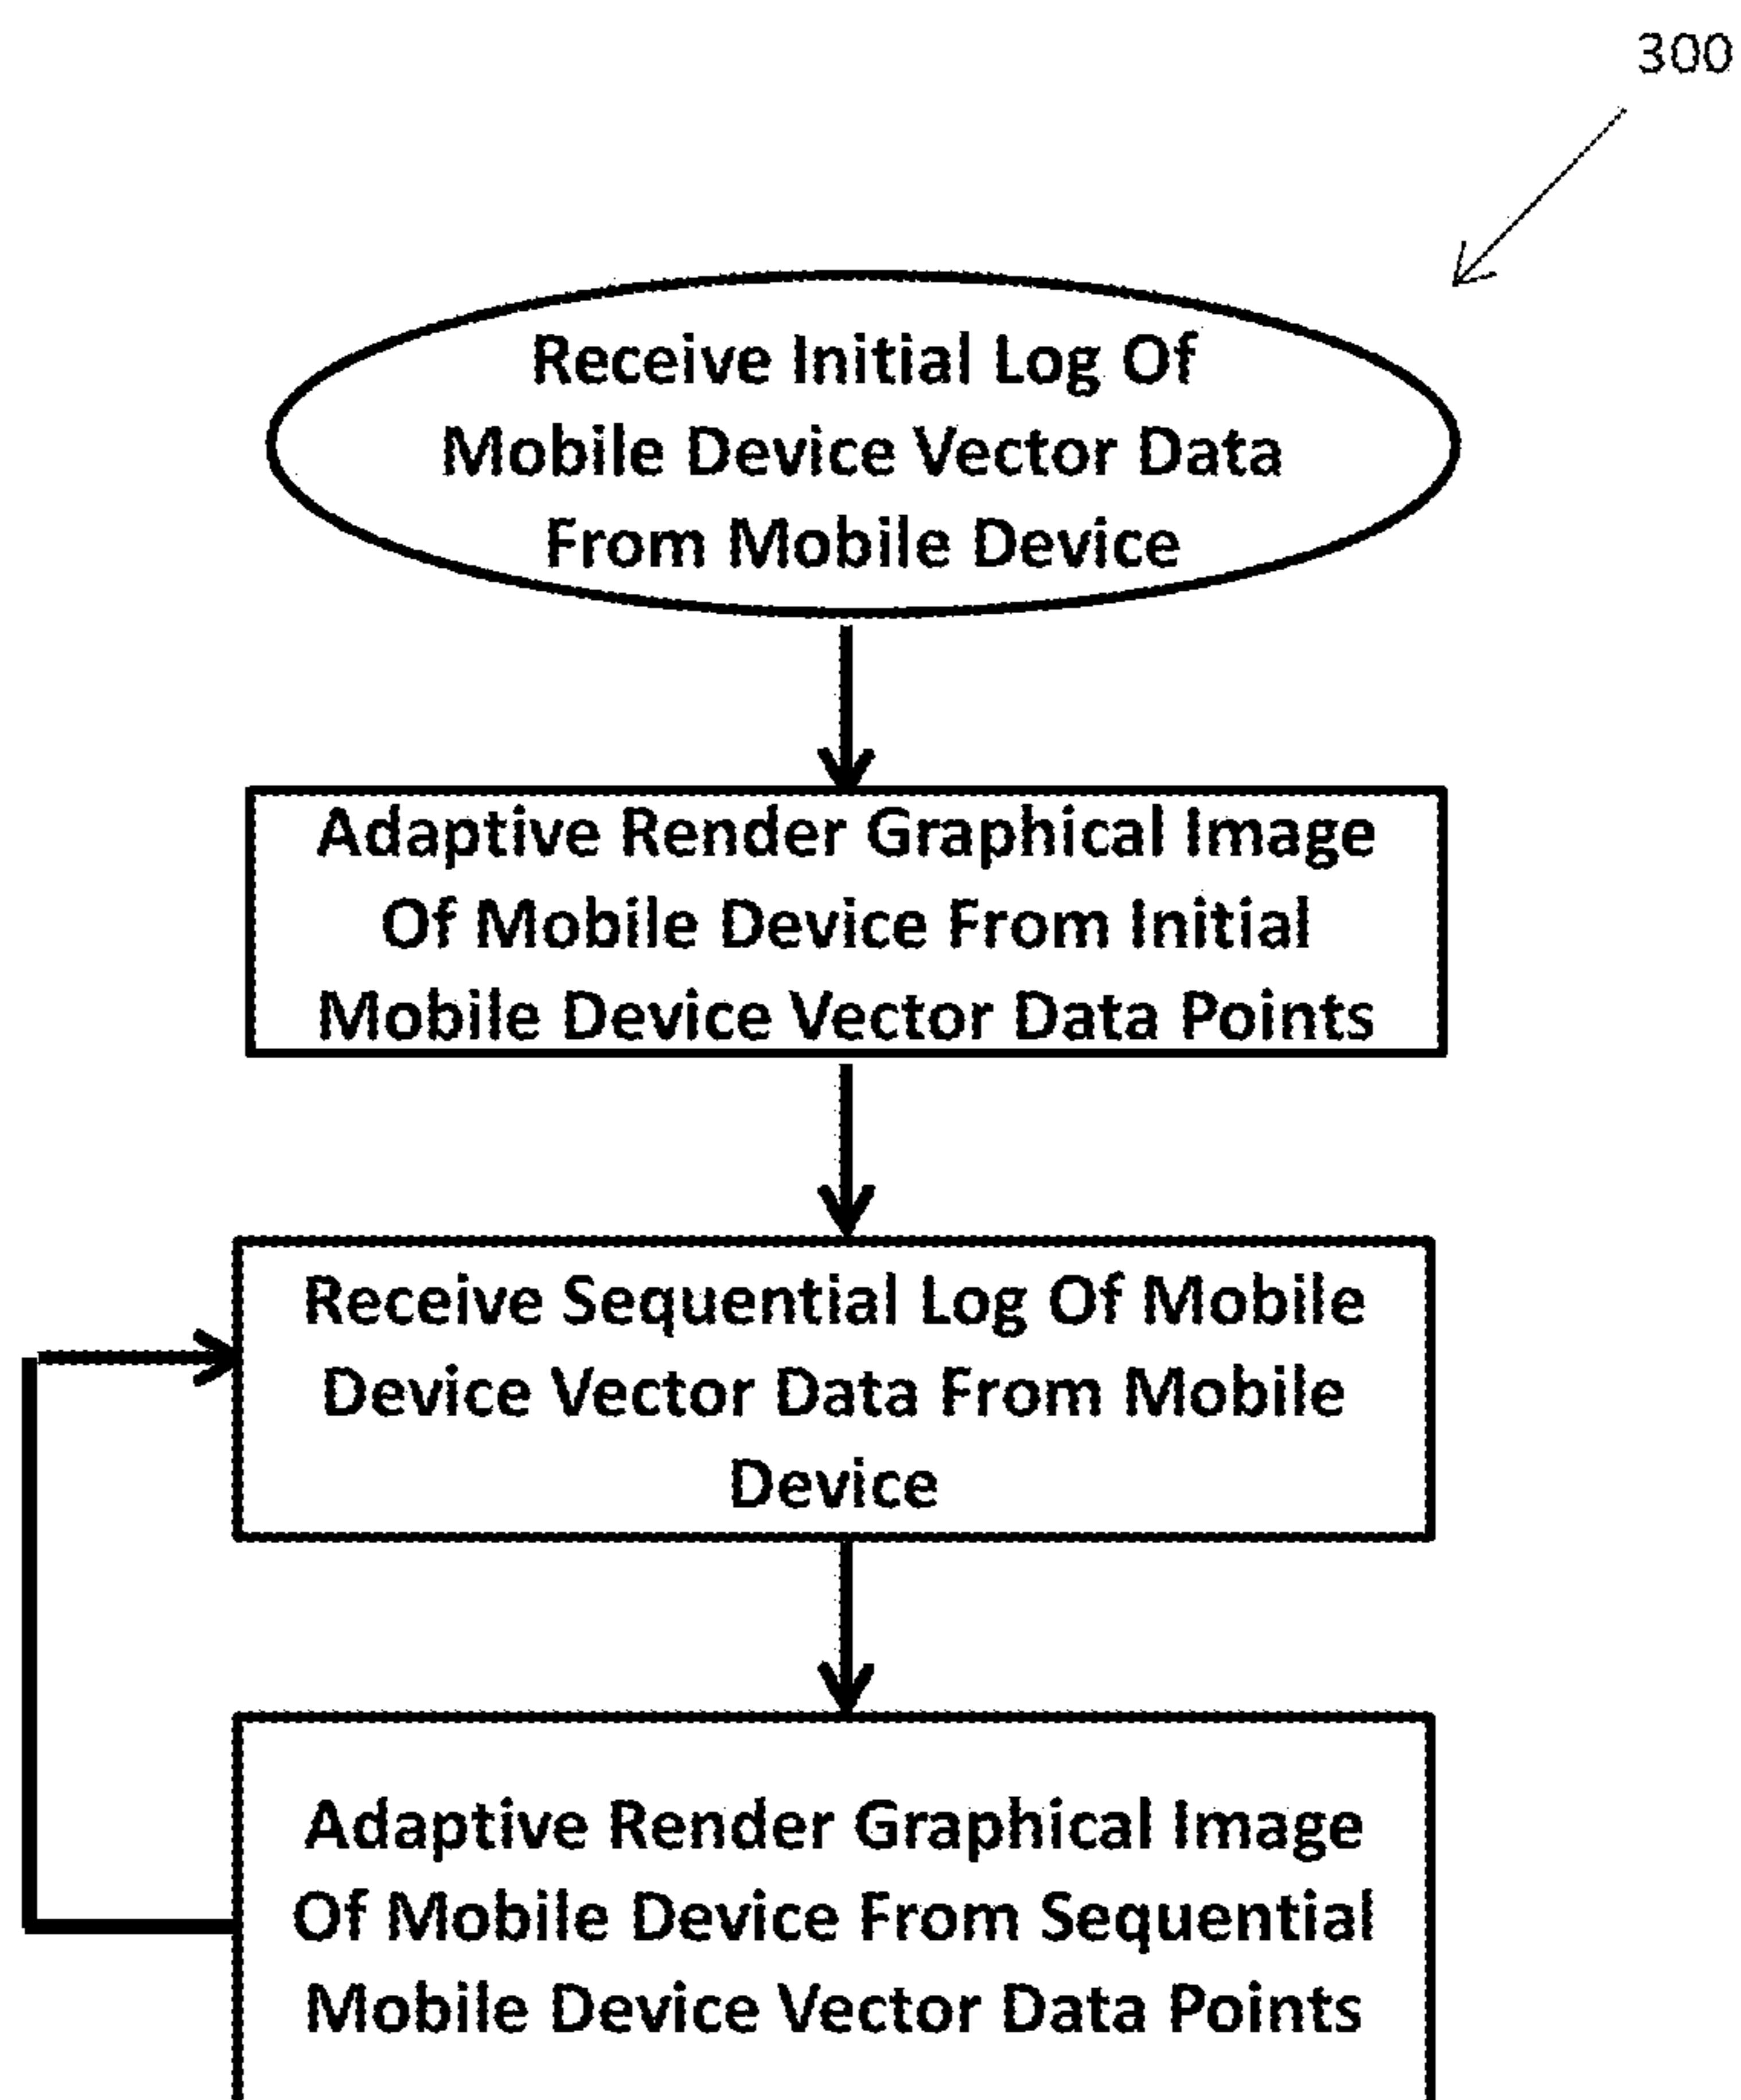 300
Receive Initial Log Of
Mobile Device Vector Data
From Mobile Device
Adaptive Render Graphical Image
Of Mobile Device From Initial
Mobile Device Vector Data Points
Receive Sequential Log Of Mobile
Device Vector Data From Mobile
Device
Adaptive Render Graphical Image
Of Mobile Device From Sequential
Mobile Device Vector Data Points